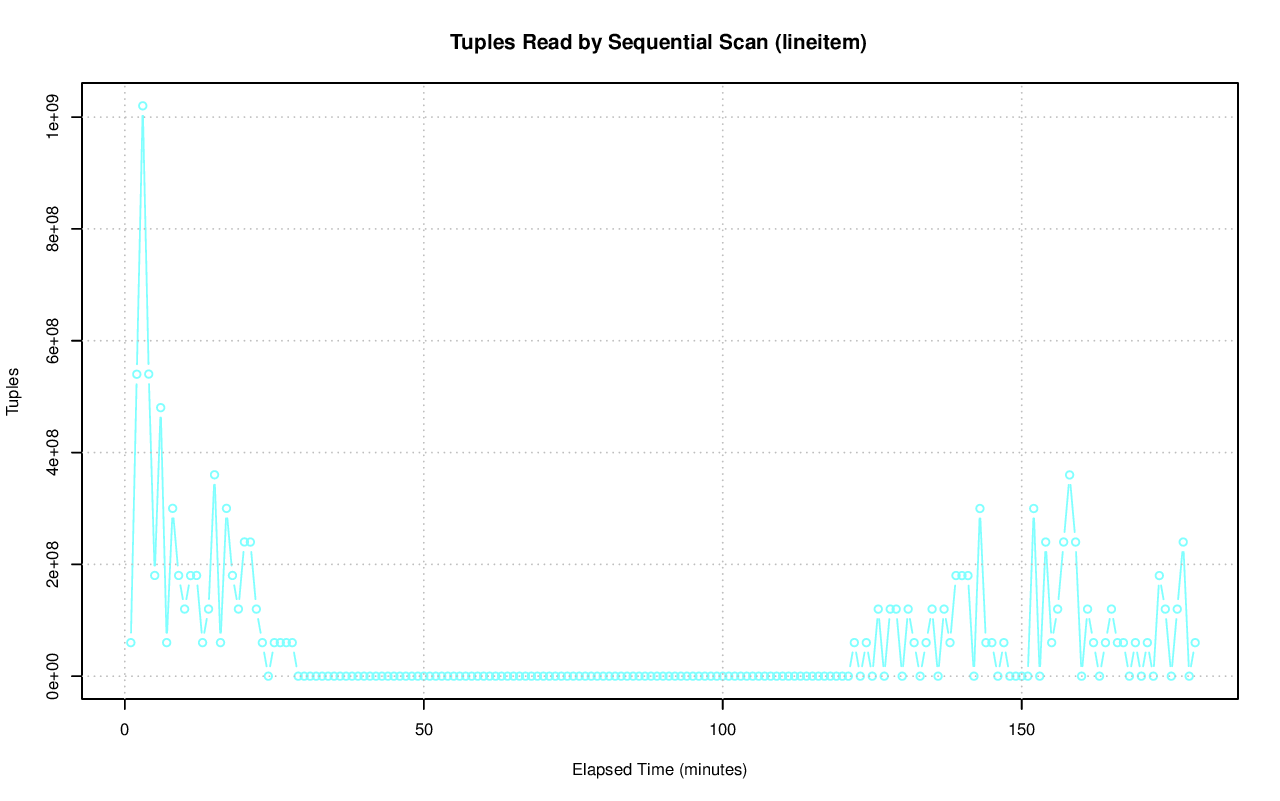 Tuples Read by Sequential Scan (lineitem)
1e+09
8e+08
6e+08
4e+08
2e+08
0e+00
Tuples
0 50 100 150
Elapsed Time (minutes)